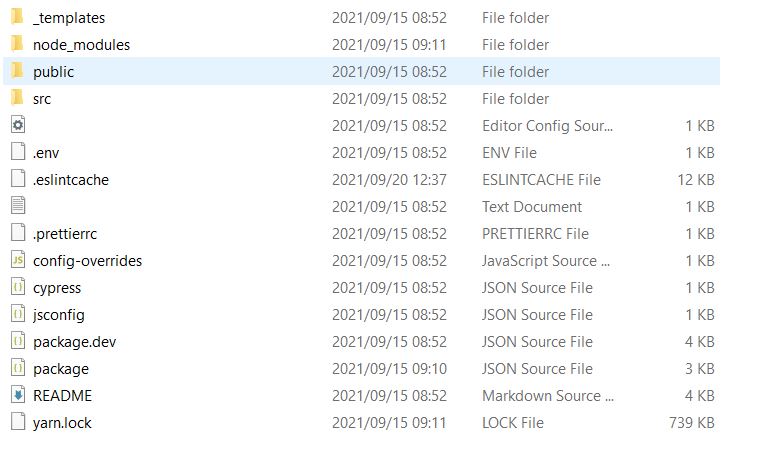 _templates 2021/09/15 08:52 File folder
node_modules 2021/09/15 09:11 File folder
public 2021/09/15 08:52 File folder
src 2021/09/15 08:52 File folder
2021/09/15 08:52 Editor Config Sour... 1 KB
.env 2021/09/15 08:52 ENV File 1 KB
.eslintcache 2021/09/20 12:37 ESLINTCACHE File 12 KB
2021/09/15 08:52 Text Document 1 KB
.prettierrc 2021/09/15 08:52 PRETTIERRC File 1 KB
JS config-overrides 2021/09/15 08:52 JavaScript Source ... 1 KB
cypress 2021/09/15 08:52 JSON Source File 1 KB
jsconfig 2021/09/15 08:52 JSON Source File 1 KB
package.dev 2021/09/15 08:52 JSON Source File 4 KB
package 2021/09/15 09:10 JSON Source File 3 KB
README 2021/09/15 08:52 Markdown Source ... 4 KB
yarn.lock 2021/09/15 09:11 LOCK File 739 KB